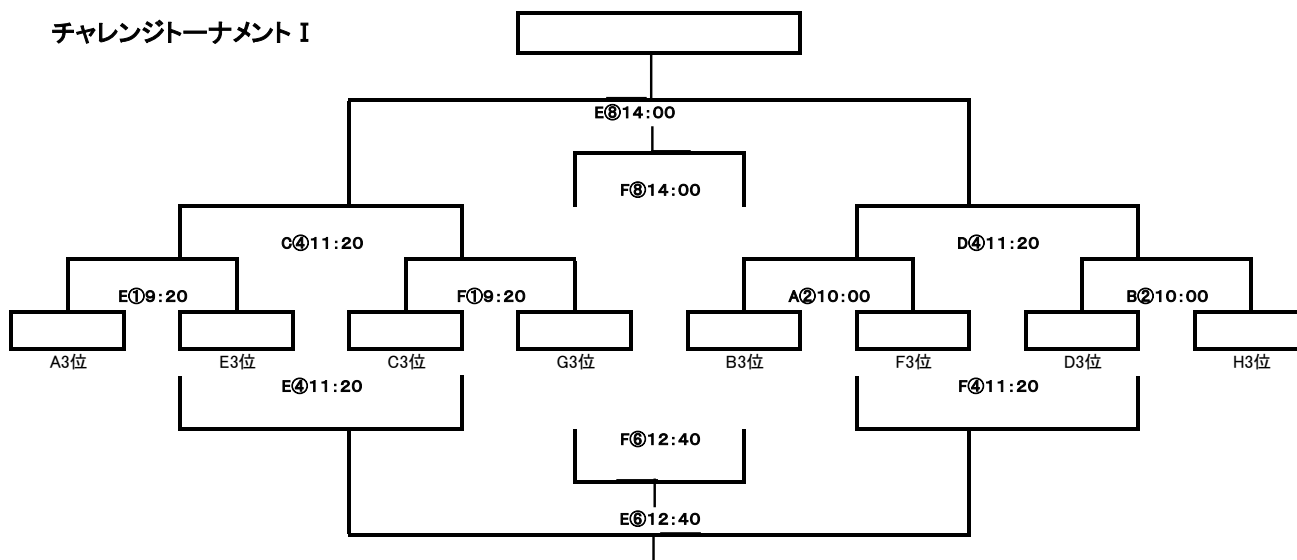 チャレンジトーナメント I
E⑧14:00
F⑧14:00
C④11:20
D④11:20
E①9:20
F①9:20
A②10:00
B②10:00
A3位
E3位
C3位
G3位
B3位
F3位
D3位
H3位
E④11:20
F④11:20
F⑥12:40
E⑥12:40